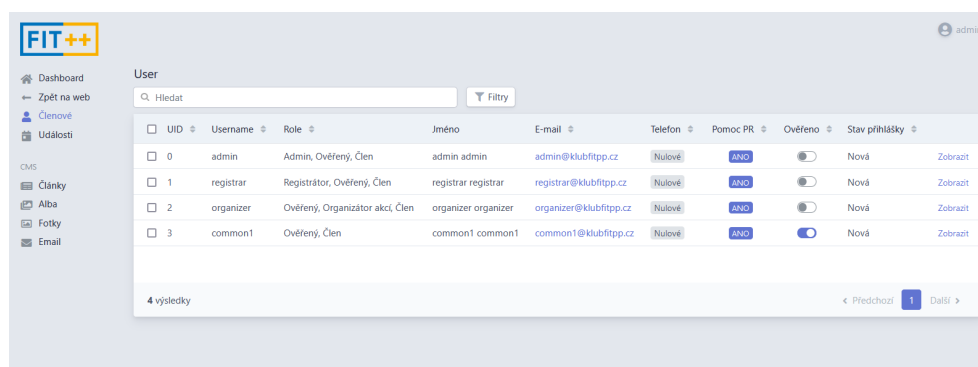 FIT++
admin
Dashboard
Zpět na web
Členové
Události
CMS
Články
Alba
Fotky
Email
User
Hledat
Filtry
UID Username Role Jméno E-mail Telefon Pomoc PR Ověřeno Stav přihlášky
0 admin Admin, Ověřený, Člen admin admin admin@klubfitpp.cz Nulové ANO Nová Zobrazit
1 registrar Registrátor, Ověřený, Člen registrar registrar registrar@klubfitpp.cz Nulové ANO Nová Zobrazit
2 organizer Ověřený, Organizátor akcí, Člen organizer organizer organizer@klubfitpp.cz Nulové ANO Nová Zobrazit
3 common1 Ověřený, Člen common1 common1 common1@klubfitpp.cz Nulové ANO Nová Zobrazit
4 výsledky
Předchozí 1 Další